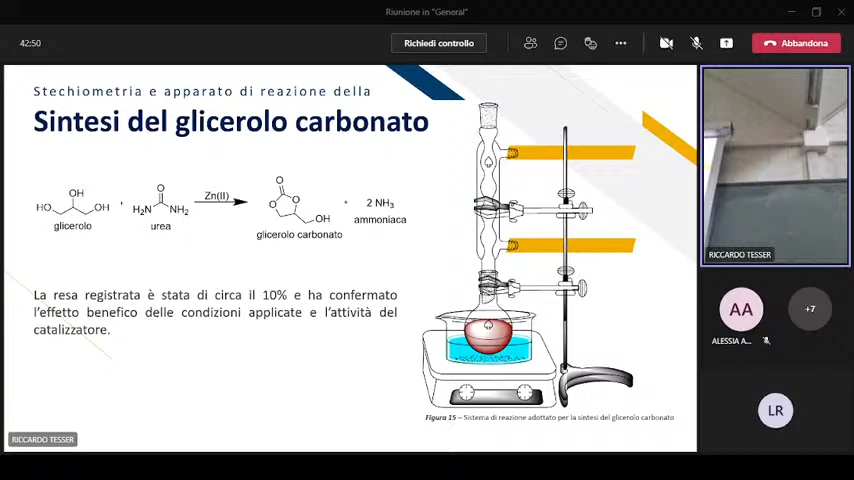 Riunione in "General"
42:50
Richiedi controllo
Abbandona
Stechiometria e apparato di reazione della
Sintesi del glicerolo carbonato
HO
OH
OH
glicerolo
+
O
H₂N
NH₂
urea
Zn(II)
O
O
O
OH
glicerolo carbonato
+
2 NH₃
ammoniaca
La resa registrata è stata di circa il 10% e ha confermato
l'effetto benefico delle condizioni applicate e l'attività del
catalizzatore.
Figura 15 – Sistema di reazione adottato per la sintesi del glicerolo carbonato
RICCARDO TESSER
RICCARDO TESSER
AA
ALESSIA A...
+7
LR